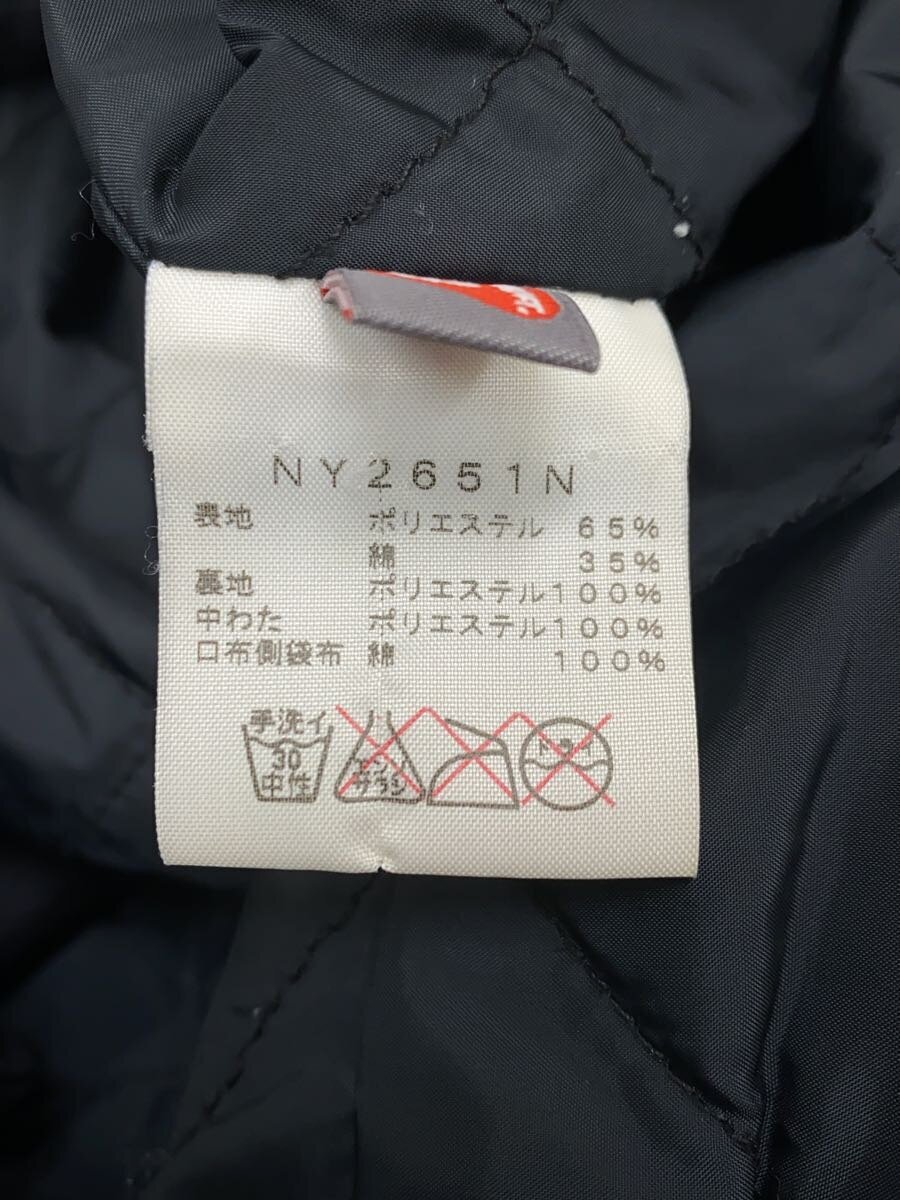 NY2651N
表地 ポリエステル 65%
綿 35%
裏地 ポリエステル100%
中わた ポリエステル100%
口布側袋布 綿 100%
手洗イ
30
中性
エンソ
サラシ
ドライ